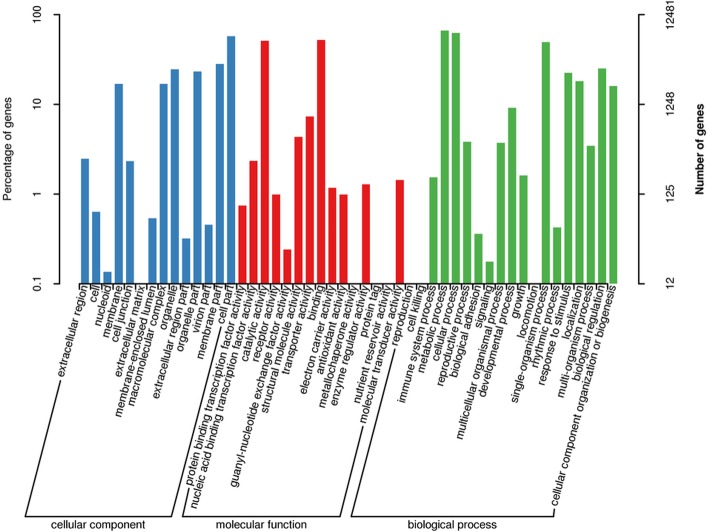 100
10
1
0.1
Percentage of genes
12481
1248
125
12
Number of genes
extracellular region
cell
nucleoid
membrane
cell junction
extracellular matrix
membrane-enclosed lumen
macromolecular complex
organelle
extracellular region part
organelle part
virion part
membrane part
cell part
protein binding transcription factor activity
nucleic acid binding transcription factor activity
catalytic activity
receptor activity
guanyl-nucleotide exchange factor activity
structural molecule activity
transporter activity
binding
electron carrier activity
antioxidant activity
metallochaperone activity
enzyme regulator activity
protein tag
nutrient reservoir activity
molecular transducer activity
reproduction
cell killing
immune system process
metabolic process
cellular process
reproductive process
biological adhesion
signaling
multicellular organismal process
developmental process
growth
locomotion
single-organism process
rhythmic process
response to stimulus
localization
multi-organism process
biological regulation
cellular component organization or biogenesis
cellular component
molecular function
biological process